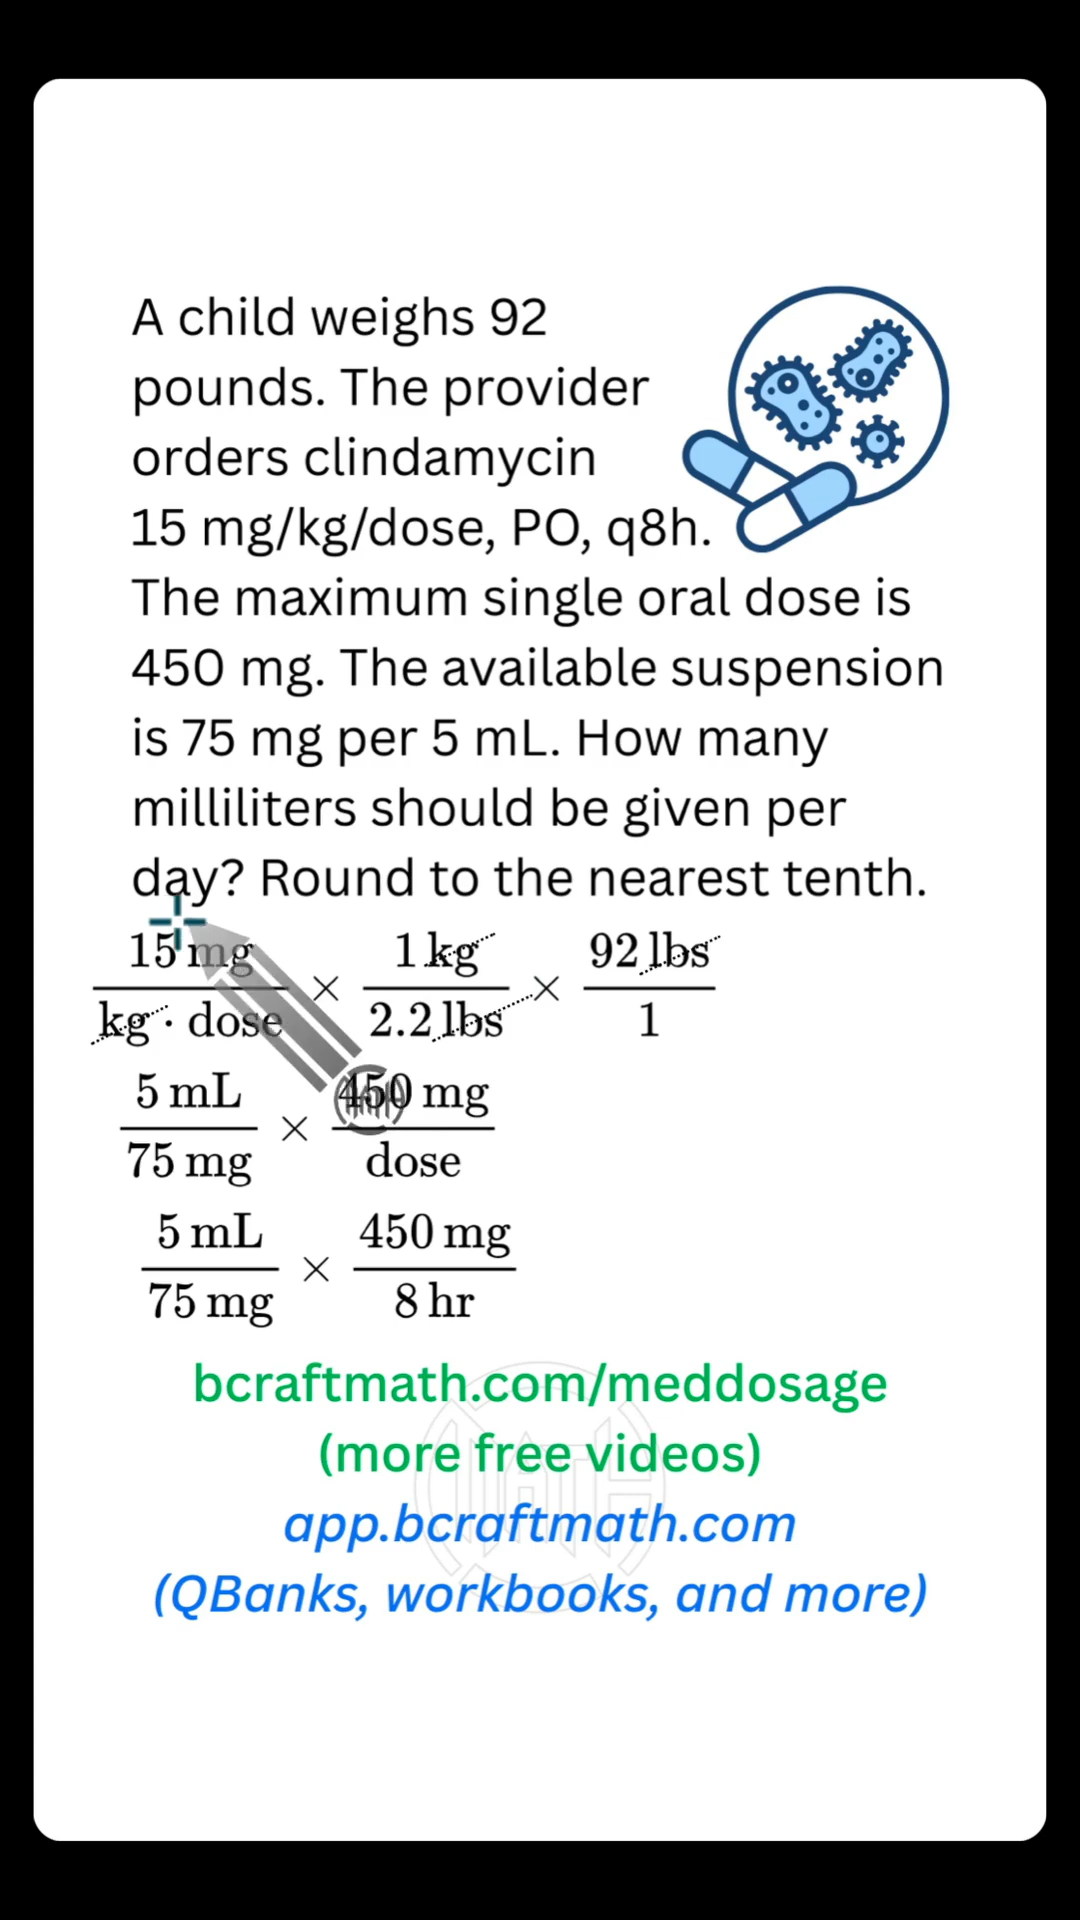 A child weighs 92
pounds. The provider
orders clindamycin
15 mg/kg/dose, PO, q8h.
The maximum single oral dose is
450 mg. The available suspension
is 75 mg per 5 mL. How many
milliliters should be given per
day? Round to the nearest tenth.
15 mg / kg · dose × 1 kg / 2.2 lbs × 92 lbs / 1
5 mL / 75 mg × 450 mg / dose
5 mL / 75 mg × 450 mg / 8 hr
bcraftmath.com/meddosage
(more free videos)
app.bcraftmath.com
(QBanks, workbooks, and more)